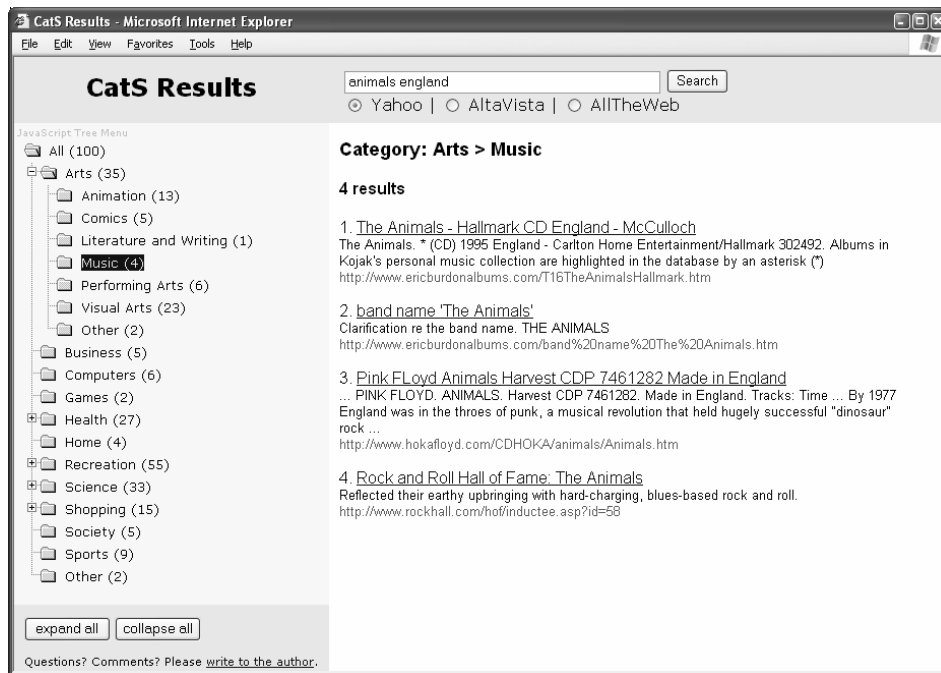 CatS Results - Microsoft Internet Explorer
File Edit View Favorites Tools Help
CatS Results
animals england Search
Yahoo | AltaVista | AllTheWeb
JavaScript Tree Menu
All (100)
Arts (35)
Animation (13)
Comics (5)
Literature and Writing (1)
Music (4)
Performing Arts (6)
Visual Arts (23)
Other (2)
Business (5)
Computers (6)
Games (2)
Health (27)
Home (4)
Recreation (55)
Science (33)
Shopping (15)
Society (5)
Sports (9)
Other (2)
expand all collapse all
Questions? Comments? Please write to the author.
Category: Arts > Music
4 results
1. The Animals - Hallmark CD England - McCulloch
The Animals. * (CD) 1995 England - Carlton Home Entertainment/Hallmark 302492. Albums in
Kojak's personal music collection are highlighted in the database by an asterisk (*)
http://www.ericburdonalbums.com/T16TheAnimalsHallmark.htm
2. band name 'The Animals'
Clarification re the band name. THE ANIMALS
http://www.ericburdonalbums.com/band%20name%20The%20Animals.htm
3. Pink FLoyd Animals Harvest CDP 7461282 Made in England
... PINK FLOYD. ANIMALS. Harvest CDP 7461282. Made in England. Tracks: Time ... By 1977
England was in the throes of punk, a musical revolution that held hugely successful "dinosaur"
rock ...
http://www.hokafloyd.com/CDHOKA/animals/Animals.htm
4. Rock and Roll Hall of Fame: The Animals
Reflected their earthy upbringing with hard-charging, blues-based rock and roll.
http://www.rockhall.com/hof/inductee.asp?id=58